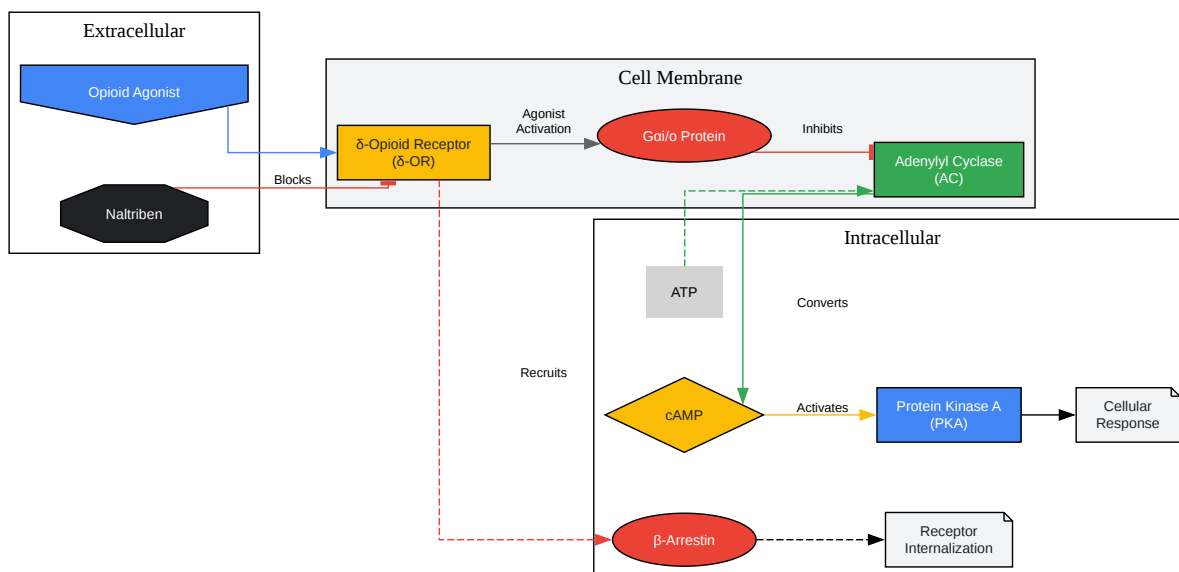 Extracellular
Opioid Agonist
Blocks
Naltriben
Cell Membrane
δ-Opioid Receptor
(δ-OR)
Agonist
Activation
Gαi/o Protein
Inhibits
Adenylyl Cyclase
(AC)
Intracellular
ATP
Converts
Recruits
cAMP
Activates
Protein Kinase A
(PKA)
Cellular
Response
β-Arrestin
Receptor
Internalization